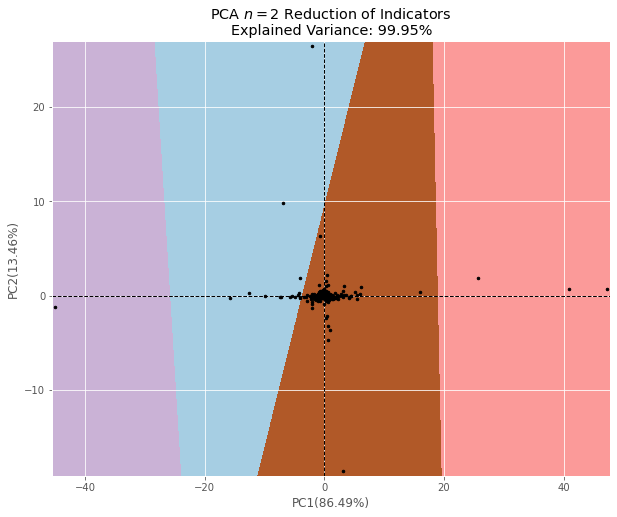 PCA n = 2 Reduction of Indicators
Explained Variance: 99.95%
PC2(13.46%)
20
10
0
−10
−40
−20
0
20
40
PC1(86.49%)